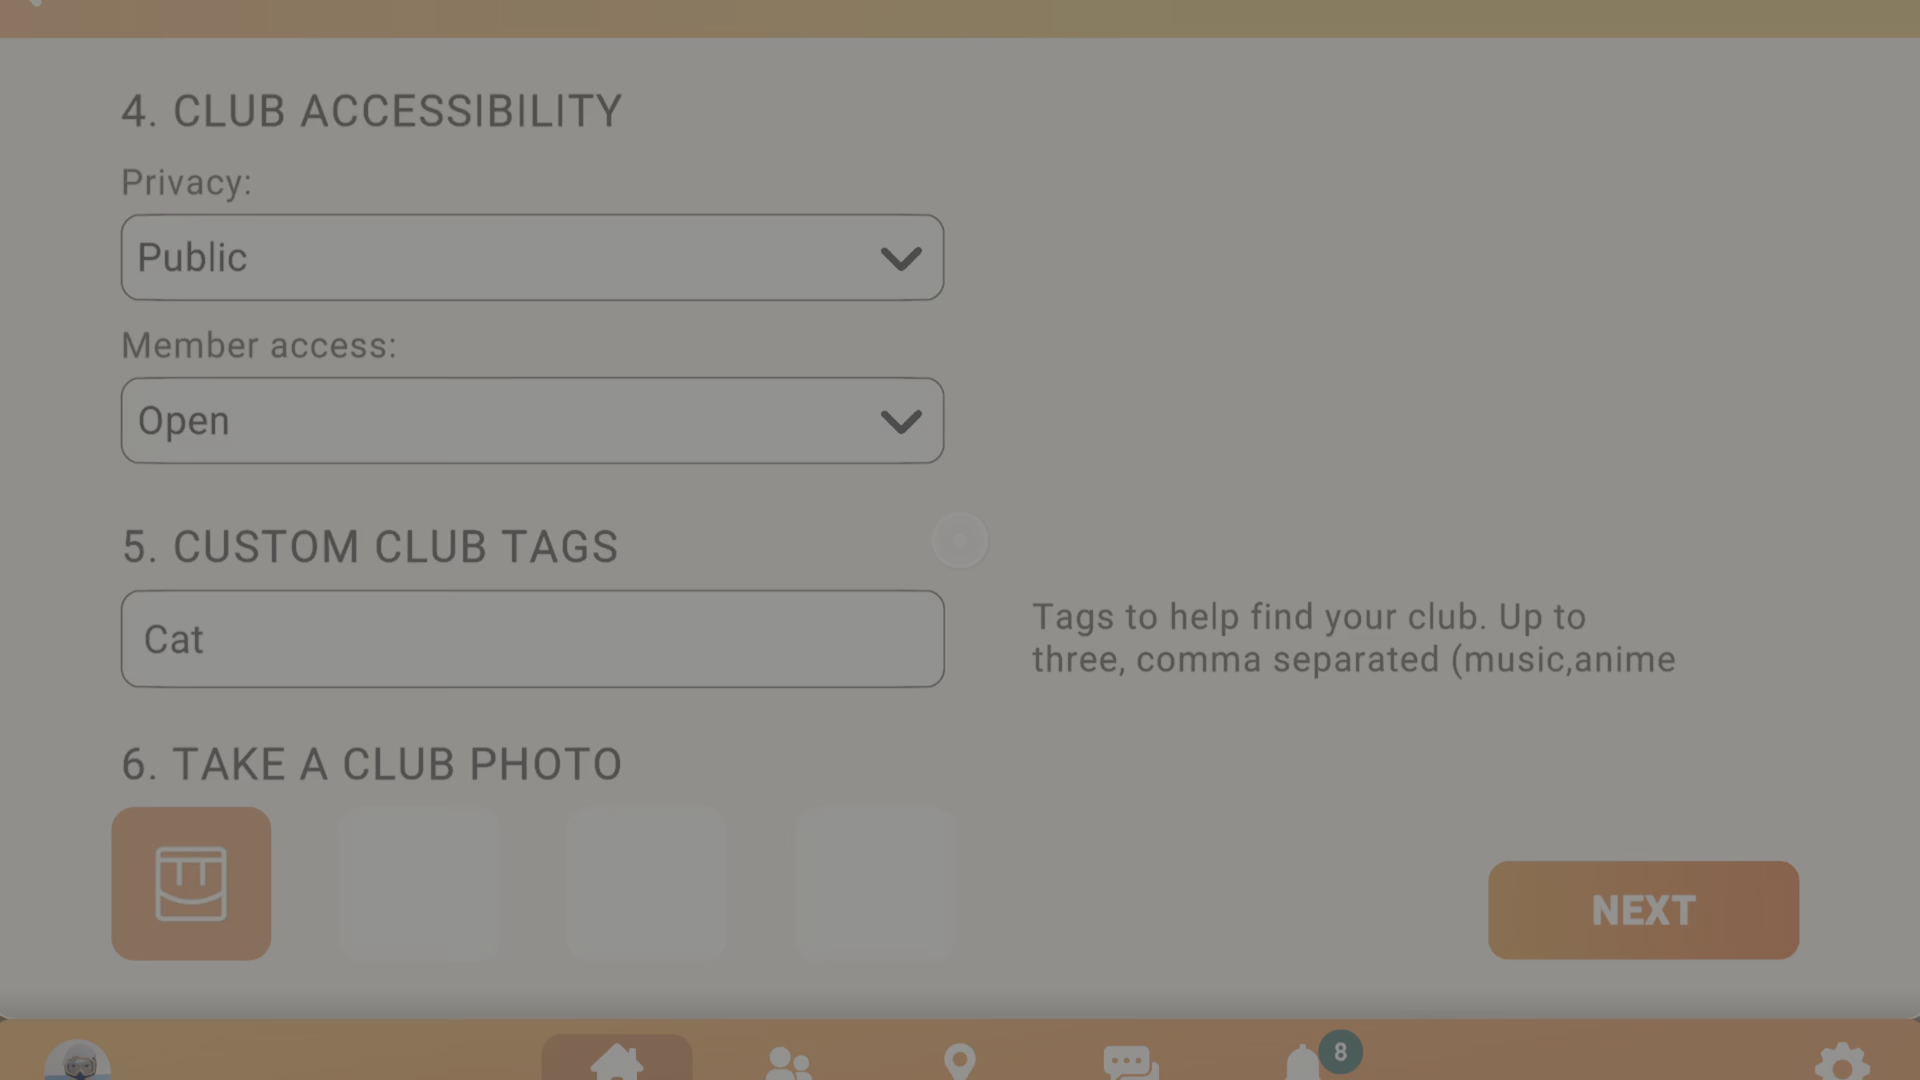 4. CLUB ACCESSIBILITY
Privacy:
Public
Member access:
Open
5. CUSTOM CLUB TAGS
Cat
Tags to help find your club. Up to
three, comma separated (music,anime
6. TAKE A CLUB PHOTO
NEXT
8